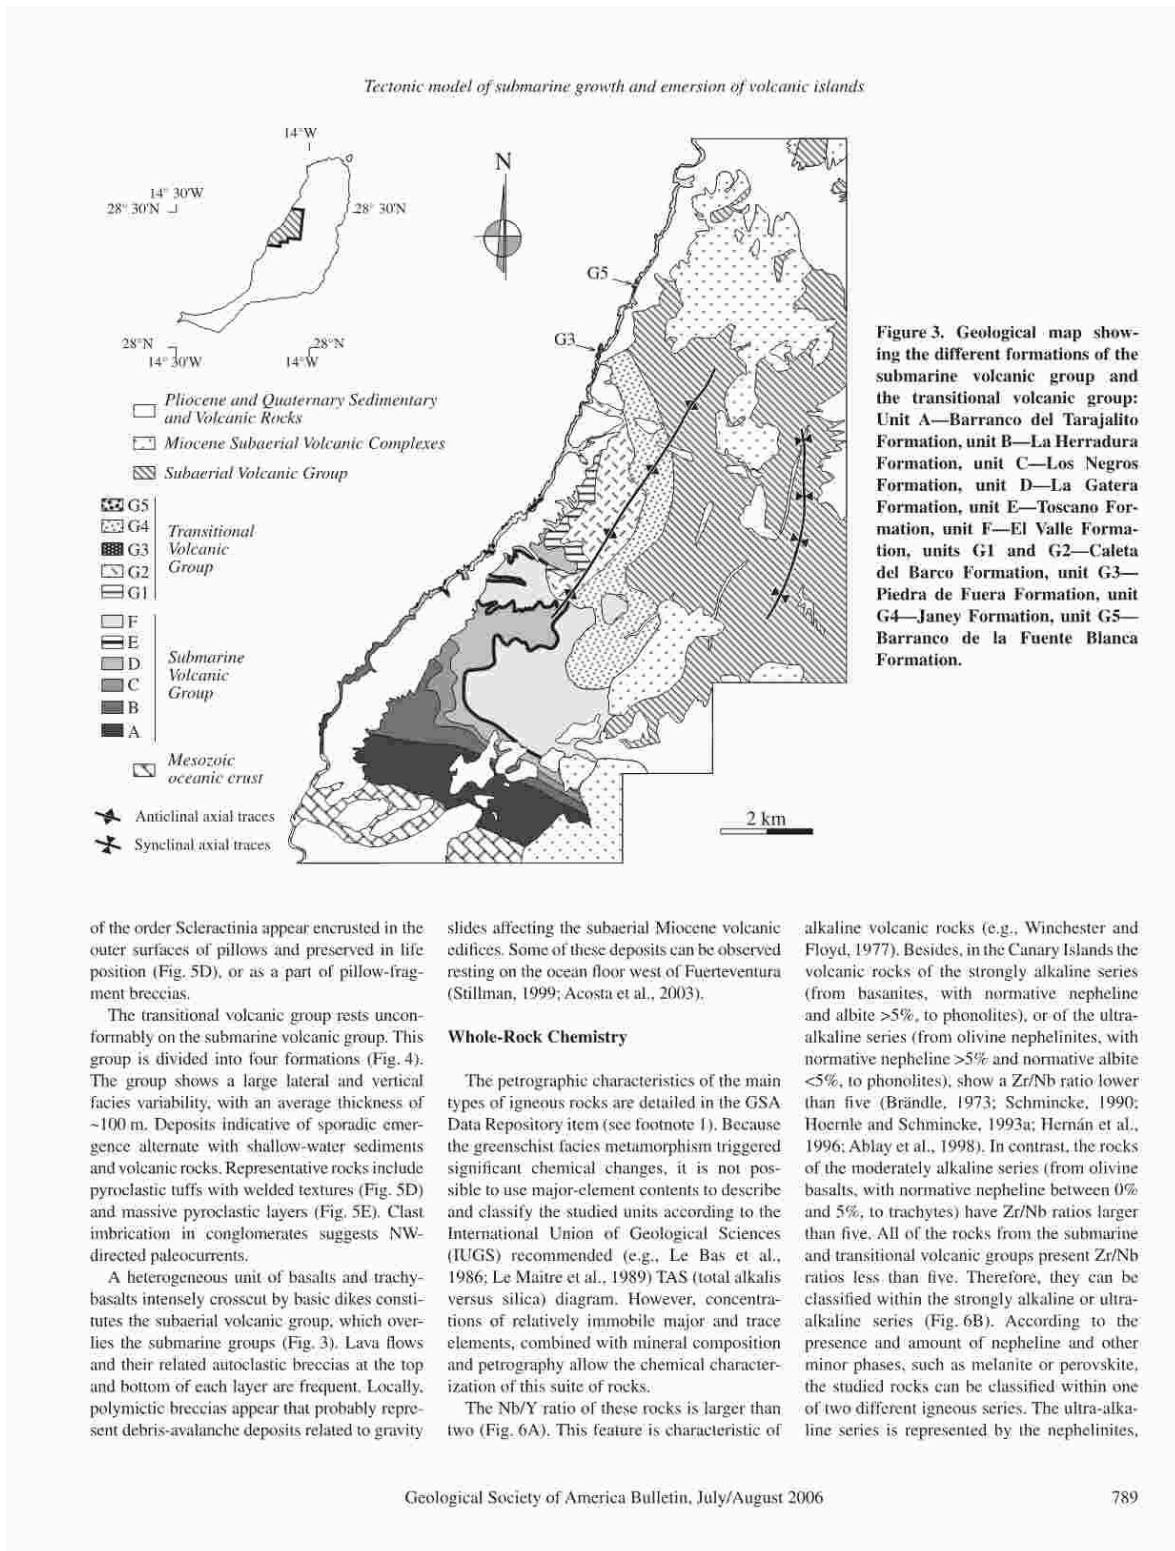 Tectonic model of submarine growth and emersion of volcanic islands
14°W
14° 30'W
28° 30'N
28° 30'N
28°N
14° 30'W
28°N
14°W
N
G5
G3
Pliocene and Quaternary Sedimentary
and Volcanic Rocks
Miocene Subaerial Volcanic Complexes
Subaerial Volcanic Group
G5
G4
G3
G2
G1
Transitional
Volcanic
Group
F
E
D
C
B
A
Submarine
Volcanic
Group
Mesozoic
oceanic crust
Anticlinal axial traces
Synclinal axial traces
2 km
Figure 3. Geological map show-
ing the different formations of the
submarine volcanic group and
the transitional volcanic group:
Unit A—Barranco del Tarajalito
Formation, unit B—La Herradura
Formation, unit C—Los Negros
Formation, unit D—La Gatera
Formation, unit E—Toscano For-
mation, unit F—El Valle Forma-
tion, units G1 and G2—Caleta
del Barco Formation, unit G3—
Piedra de Fuera Formation, unit
G4—Janey Formation, unit G5—
Barranco de la Fuente Blanca
Formation.
of the order Scleractinia appear encrusted in the
outer surfaces of pillows and preserved in life
position (Fig. 5D), or as a part of pillow-frag-
ment breccias.
The transitional volcanic group rests uncon-
formably on the submarine volcanic group. This
group is divided into four formations (Fig. 4).
The group shows a large lateral and vertical
facies variability, with an average thickness of
~100 m. Deposits indicative of sporadic emer-
gence alternate with shallow-water sediments
and volcanic rocks. Representative rocks include
pyroclastic tuffs with welded textures (Fig. 5D)
and massive pyroclastic layers (Fig. 5E). Clast
imbrication in conglomerates suggests NW-
directed paleocurrents.
A heterogeneous unit of basalts and trachy-
basalts intensely crosscut by basic dikes consti-
tutes the subaerial volcanic group, which over-
lies the submarine groups (Fig. 3). Lava flows
and their related autoclastic breccias at the top
and bottom of each layer are frequent. Locally,
polymictic breccias appear that probably repre-
sent debris-avalanche deposits related to gravity
slides affecting the subaerial Miocene volcanic
edifices. Some of these deposits can be observed
resting on the ocean floor west of Fuerteventura
(Stillman, 1999; Acosta et al., 2003).
Whole-Rock Chemistry
The petrographic characteristics of the main
types of igneous rocks are detailed in the GSA
Data Repository item (see footnote 1). Because
the greenschist facies metamorphism triggered
significant chemical changes, it is not pos-
sible to use major-element contents to describe
and classify the studied units according to the
International Union of Geological Sciences
(IUGS) recommended (e.g., Le Bas et al.,
1986; Le Maitre et al., 1989) TAS (total alkalis
versus silica) diagram. However, concentra-
tions of relatively immobile major and trace
elements, combined with mineral composition
and petrography allow the chemical character-
ization of this suite of rocks.
The Nb/Y ratio of these rocks is larger than
two (Fig. 6A). This feature is characteristic of
alkaline volcanic rocks (e.g., Winchester and
Floyd, 1977). Besides, in the Canary Islands the
volcanic rocks of the strongly alkaline series
(from basanites, with normative nepheline
and albite >5%, to phonolites), or of the ultra-
alkaline series (from olivine nephelinites, with
normative nepheline >5% and normative albite
<5%, to phonolites), show a Zr/Nb ratio lower
than five (Brändle, 1973; Schmincke, 1990;
Hoernle and Schmincke, 1993a; Hernán et al.,
1996; Ablay et al., 1998). In contrast, the rocks
of the moderately alkaline series (from olivine
basalts, with normative nepheline between 0%
and 5%, to trachytes) have Zr/Nb ratios larger
than five. All of the rocks from the submarine
and transitional volcanic groups present Zr/Nb
ratios less than five. Therefore, they can be
classified within the strongly alkaline or ultra-
alkaline series (Fig. 6B). According to the
presence and amount of nepheline and other
minor phases, such as melanite or perovskite,
the studied rocks can be classified within one
of two different igneous series. The ultra-alka-
line series is represented by the nephelinites,
Geological Society of America Bulletin, July/August 2006
789